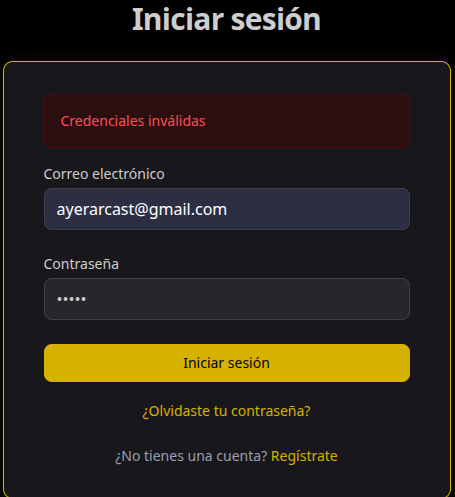 Iniciar sesión
Credenciales inválidas
Correo electrónico
ayerarcast@gmail.com
Contraseña
•••••
Iniciar sesión
¿Olvidaste tu contraseña?
¿No tienes una cuenta? Regístrate